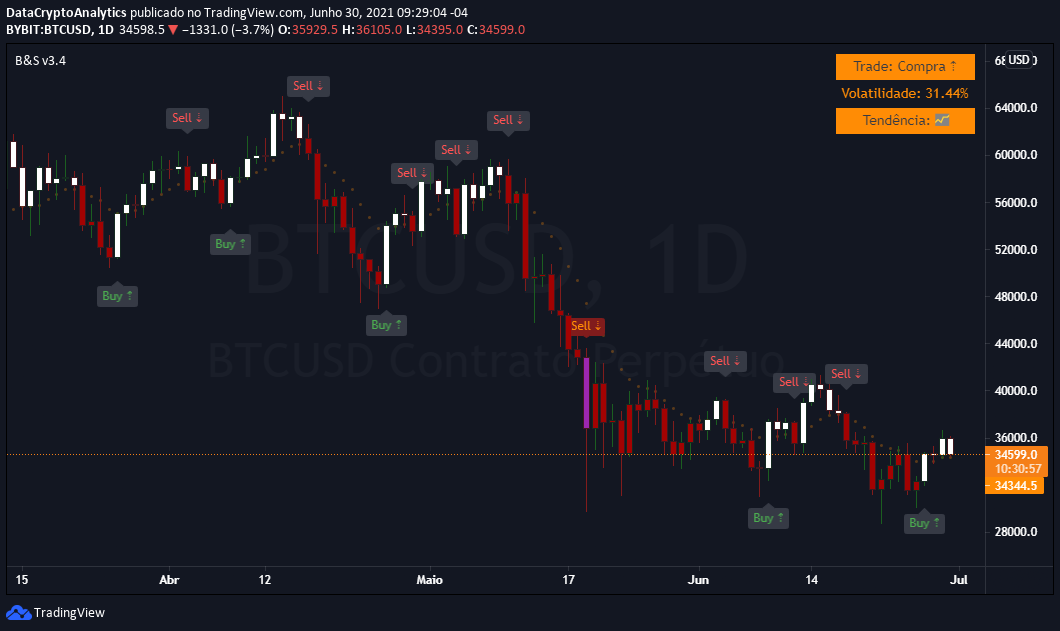 DataCryptoAnalytics publicado no TradingView.com, Junho 30, 2021 09:29:04 -04
BYBIT:BTCUSD, 1D 34598.5 ▼ −1331.0 (−3.7%) O:35929.5 H:36105.0 L:34395.0 C:34599.0
B&S v3.4
Trade: Compra ⇡
USD
Volatilidade: 31.44%
Tendência:
Sell ⇣
Sell ⇣
Sell ⇣
Sell ⇣
Sell ⇣
Buy ⇡
Buy ⇡
Buy ⇡
Sell ⇣
Sell ⇣
Sell ⇣
Sell ⇣
Buy ⇡
Buy ⇡
BTCUSD, 1D
BTCUSD Contrato Perpétuo
64000.0
60000.0
56000.0
52000.0
48000.0
44000.0
40000.0
36000.0
34599.0
10:30:57
34344.5
28000.0
15 Abr 12 Maio 17 Jun 14 Jul
TradingView